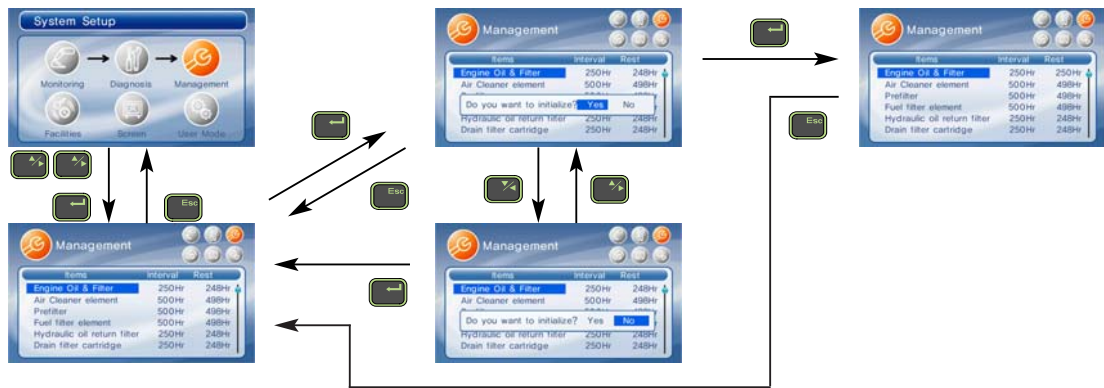 System Setup
Monitoring Diagnosis Management
Facilities Screen User Mode
Esc
Management
Items Interval Rest
Engine Oil & Filter 250Hr 248Hr
Air Cleaner element 500Hr 498Hr
Prefilter 500Hr 498Hr
Fuel filter element 500Hr 498Hr
Hydraulic oil return filter 250Hr 248Hr
Drain filter cartridge 250Hr 248Hr
Esc
Management
Items Interval Rest
Engine Oil & Filter 250Hr 248Hr
Air Cleaner element 500Hr 498Hr
Do you want to initialize? Yes No
Hydraulic oil return filter 250Hr 248Hr
Drain filter cartridge 250Hr 248Hr
Management
Items Interval Rest
Engine Oil & Filter 250Hr 248Hr
Air Cleaner element 500Hr 498Hr
Do you want to initialize? Yes No
Hydraulic oil return filter 250Hr 248Hr
Drain filter cartridge 250Hr 248Hr
Management
Items Interval Rest
Engine Oil & Filter 250Hr 250Hr
Air Cleaner element 500Hr 498Hr
Prefilter 500Hr 498Hr
Fuel filter element 500Hr 498Hr
Hydraulic oil return filter 250Hr 248Hr
Drain filter cartridge 250Hr 248Hr
Esc